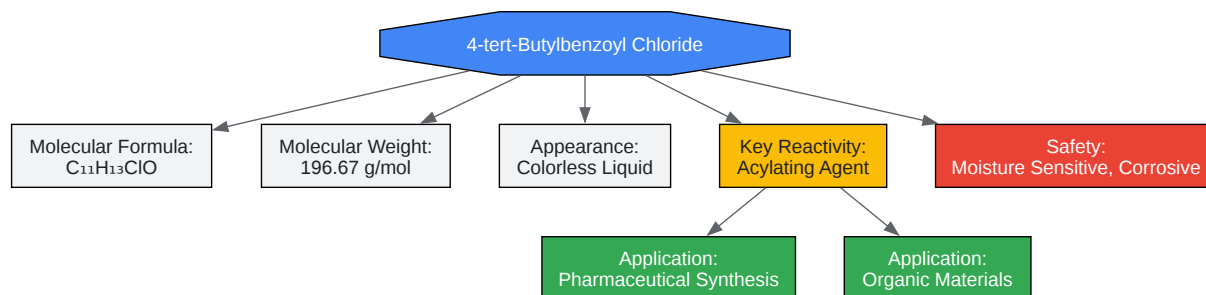 4-tert-Butylbenzoyl Chloride
Molecular Formula:
C₁₁H₁₃ClO
Molecular Weight:
196.67 g/mol
Appearance:
Colorless Liquid
Key Reactivity:
Acylating Agent
Safety:
Moisture Sensitive, Corrosive
Application:
Pharmaceutical Synthesis
Application:
Organic Materials